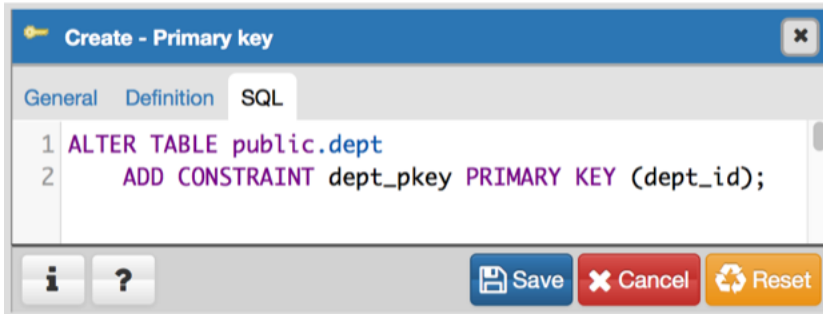 Create - Primary key
General Definition SQL
1 ALTER TABLE public.dept
2 ADD CONSTRAINT dept_pkey PRIMARY KEY (dept_id);
i ? Save Cancel Reset